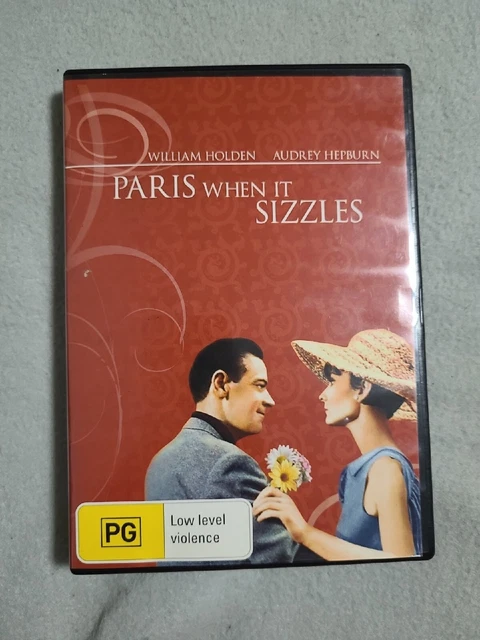 WILLIAM HOLDEN AUDREY HEPBURN
PARIS WHEN IT
SIZZLES
PG
Low level
violence